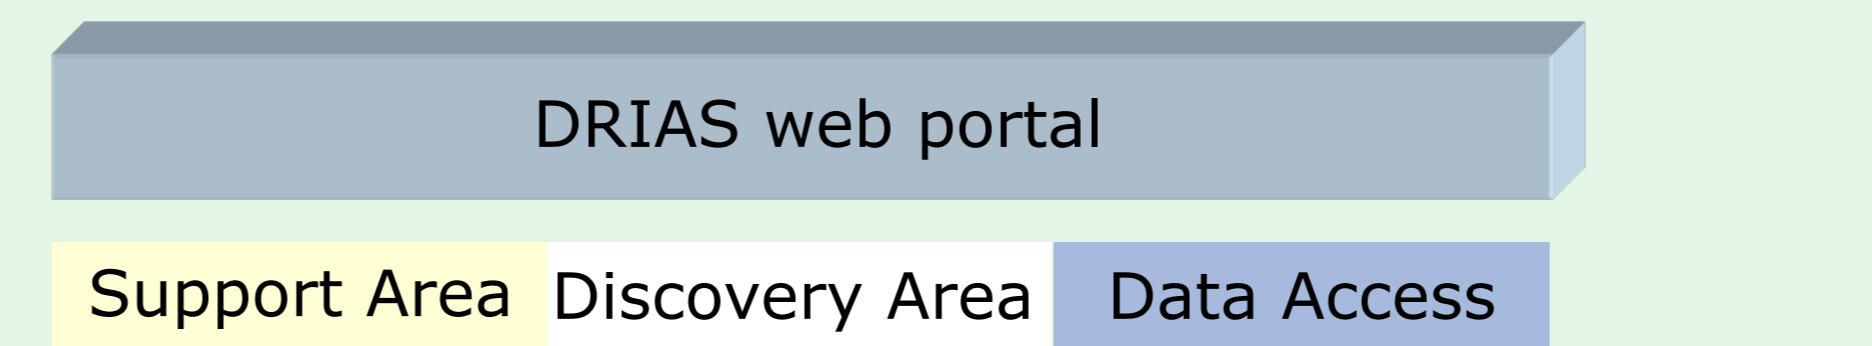 DRIAS web portal
Support Area Discovery Area Data Access